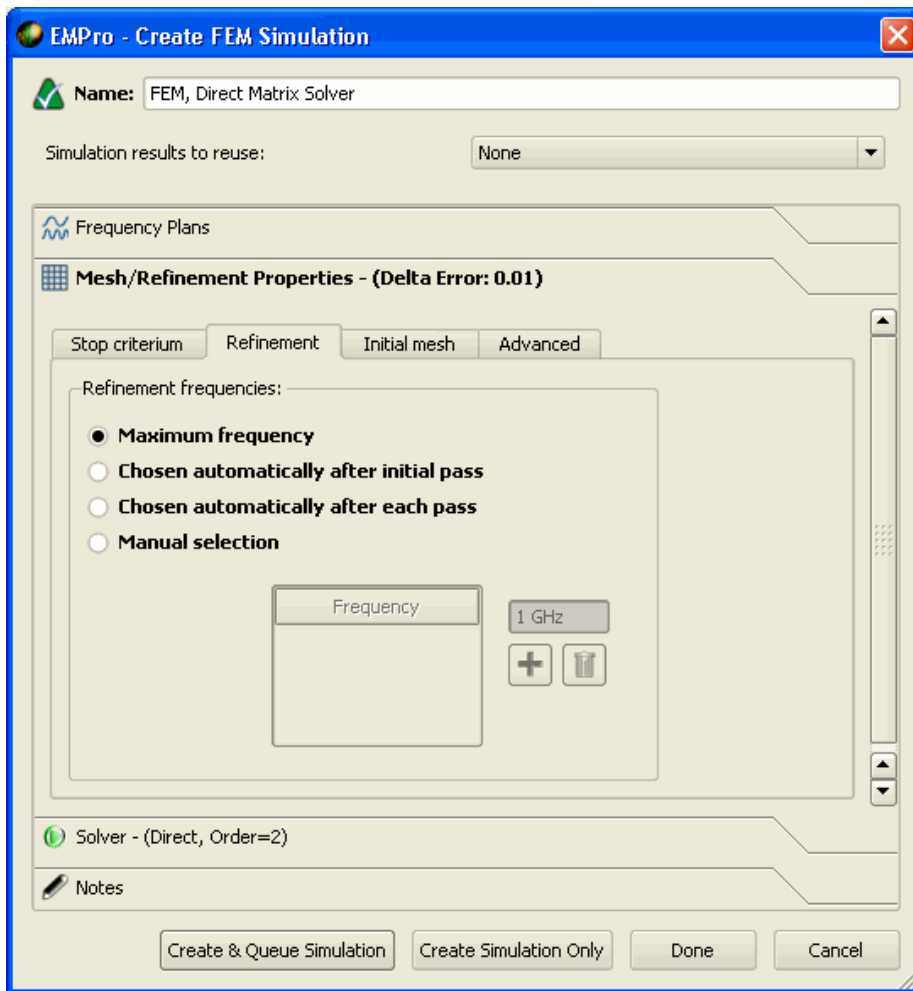 EMPro - Create FEM Simulation
Name: FEM, Direct Matrix Solver
Simulation results to reuse: None
Frequency Plans
Mesh/Refinement Properties - (Delta Error: 0.01)
Stop criterium Refinement Initial mesh Advanced
Refinement frequencies:
Maximum frequency
Chosen automatically after initial pass
Chosen automatically after each pass
Manual selection
Frequency 1 GHz
Solver - (Direct, Order=2)
Notes
Create & Queue Simulation Create Simulation Only Done Cancel